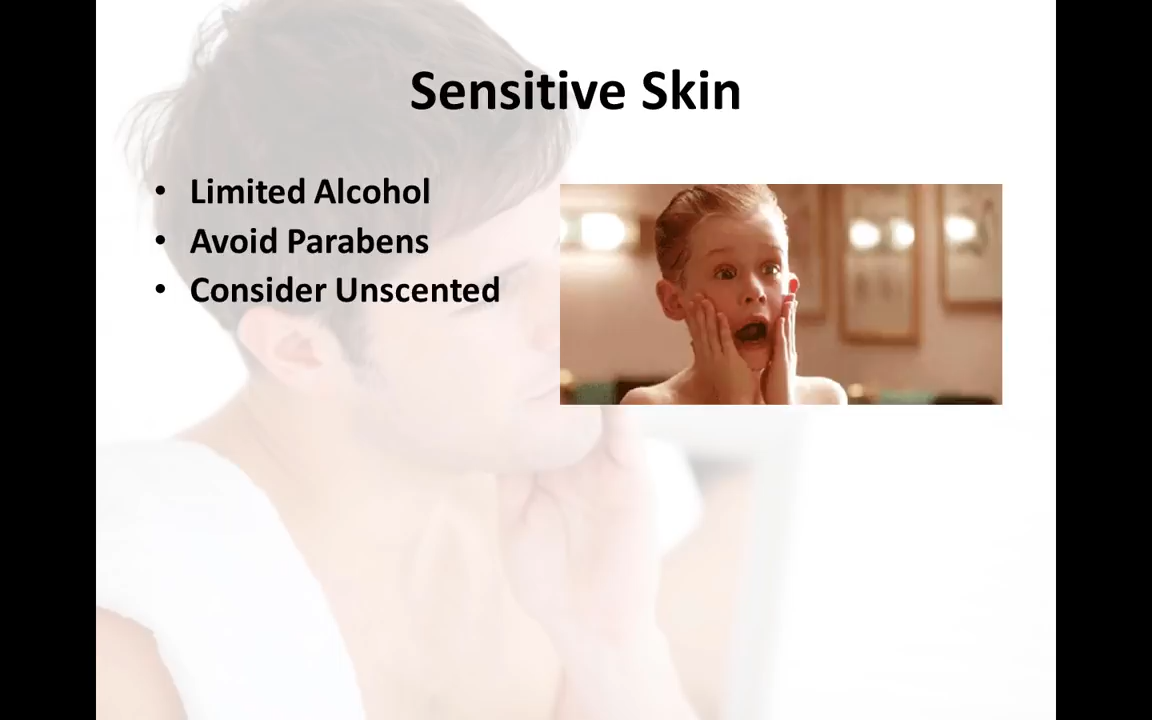 Sensitive Skin
• Limited Alcohol
• Avoid Parabens
• Consider Unscented